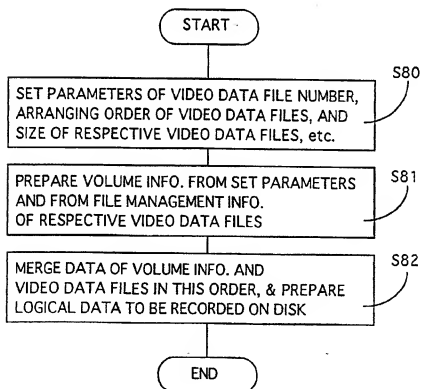 START
S80
SET PARAMETERS OF VIDEO DATA FILE NUMBER,
ARRANGING ORDER OF VIDEO DATA FILES, AND
SIZE OF RESPECTIVE VIDEO DATA FILES, etc.
S81
PREPARE VOLUME INFO. FROM SET PARAMETERS
AND FROM FILE MANAGEMENT INFO.
OF RESPECTIVE VIDEO DATA FILES
S82
MERGE DATA OF VOLUME INFO. AND
VIDEO DATA FILES IN THIS ORDER, & PREPARE
LOGICAL DATA TO BE RECORDED ON DISK
END